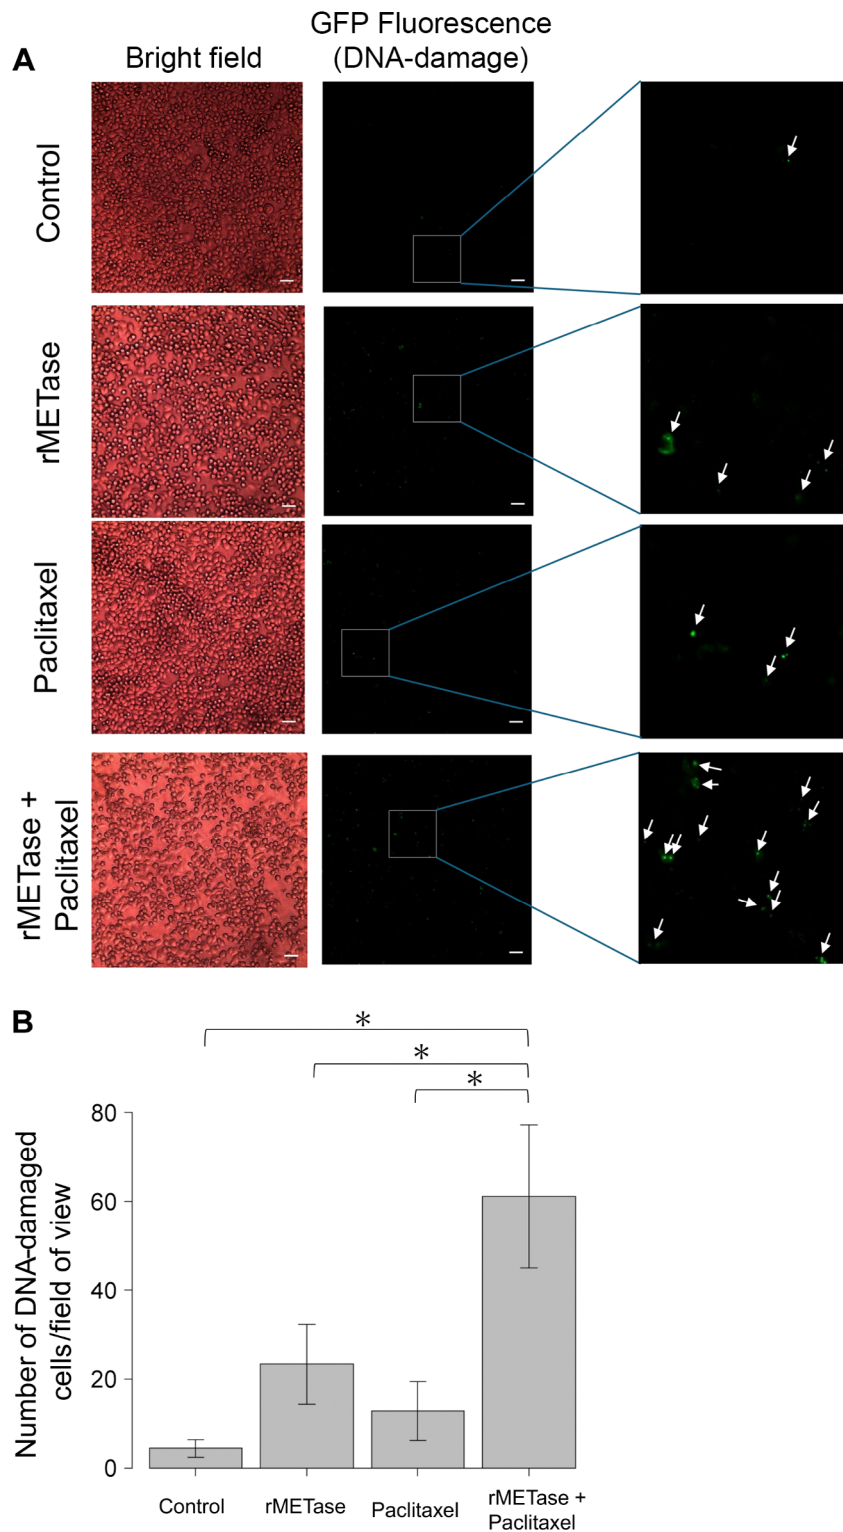 GFP Fluorescence
A
Bright field
(DNA-damage)
Control
rMETase
Paclitaxel
rMETase +
Paclitaxel
B
*
*
*
Number of DNA-damaged
cells/field of view
80
60
40
20
0
Control
rMETase
Paclitaxel
rMETase +
Paclitaxel